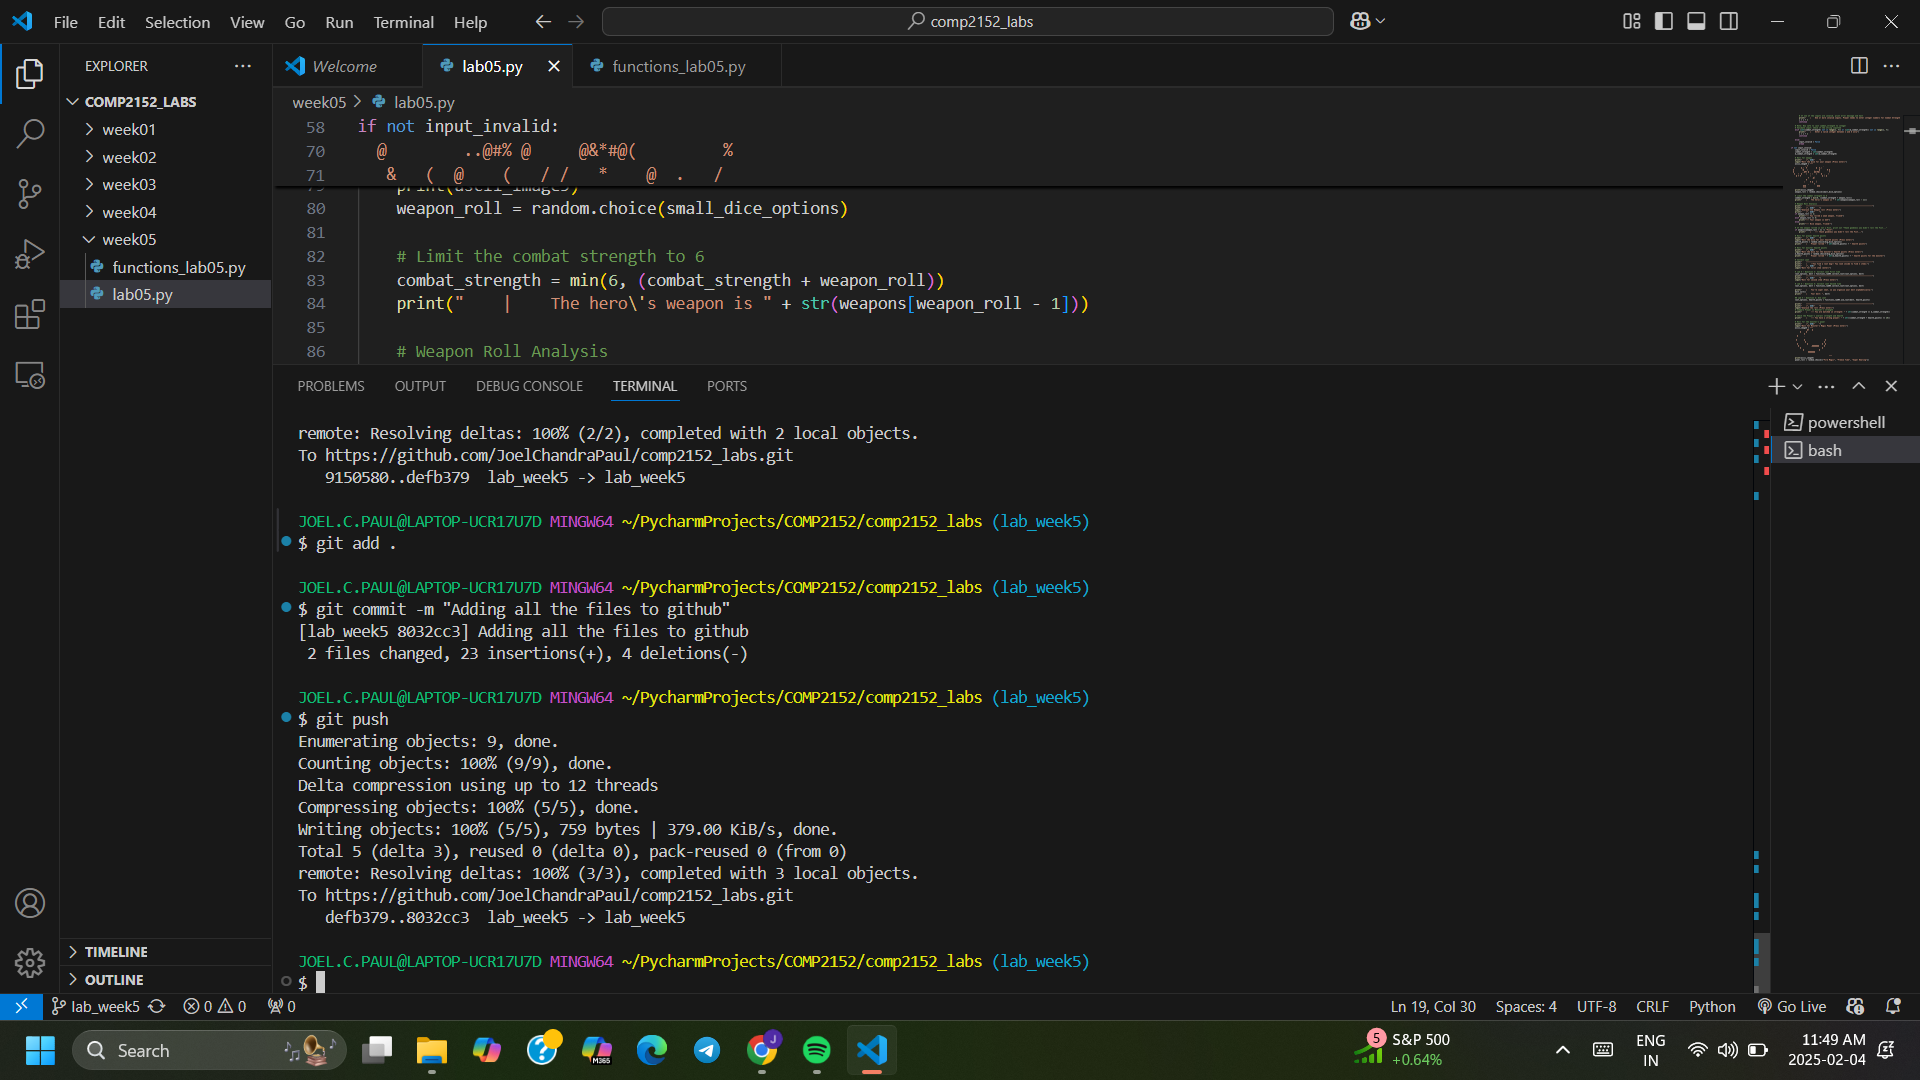 File Edit Selection View Go Run Terminal Help
comp2152_labs
EXPLORER
COMP2152_LABS
week01
week02
week03
week04
week05
functions_lab05.py
lab05.py
TIMELINE
OUTLINE
Welcome
lab05.py
functions_lab05.py
week05 > lab05.py
58 if not input_invalid:
70 @ ..@#% @ @&*#@( %
71 & ( @ ( / / * @ . /
80 weapon_roll = random.choice(small_dice_options)
81
82 # Limit the combat strength to 6
83 combat_strength = min(6, (combat_strength + weapon_roll))
84 print("    |    The hero\'s weapon is " + str(weapons[weapon_roll - 1]))
85
86 # Weapon Roll Analysis
PROBLEMS OUTPUT DEBUG CONSOLE TERMINAL PORTS
powershell
bash
remote: Resolving deltas: 100% (2/2), completed with 2 local objects.
To https://github.com/JoelChandraPaul/comp2152_labs.git
9150580..defb379 lab_week5 -> lab_week5
JOEL.C.PAUL@LAPTOP-UCR17U7D MINGW64 ~/PycharmProjects/COMP2152/comp2152_labs (lab_week5)
$ git add .
JOEL.C.PAUL@LAPTOP-UCR17U7D MINGW64 ~/PycharmProjects/COMP2152/comp2152_labs (lab_week5)
$ git commit -m "Adding all the files to github"
[lab_week5 8032cc3] Adding all the files to github
2 files changed, 23 insertions(+), 4 deletions(-)
JOEL.C.PAUL@LAPTOP-UCR17U7D MINGW64 ~/PycharmProjects/COMP2152/comp2152_labs (lab_week5)
$ git push
Enumerating objects: 9, done.
Counting objects: 100% (9/9), done.
Delta compression using up to 12 threads
Compressing objects: 100% (5/5), done.
Writing objects: 100% (5/5), 759 bytes | 379.00 KiB/s, done.
Total 5 (delta 3), reused 0 (delta 0), pack-reused 0 (from 0)
remote: Resolving deltas: 100% (3/3), completed with 3 local objects.
To https://github.com/JoelChandraPaul/comp2152_labs.git
defb379..8032cc3 lab_week5 -> lab_week5
JOEL.C.PAUL@LAPTOP-UCR17U7D MINGW64 ~/PycharmProjects/COMP2152/comp2152_labs (lab_week5)
$
lab_week5 0 0 0
Ln 19, Col 30 Spaces: 4 UTF-8 CRLF Python Go Live
Search
M365
J
5
S&P 500
+0.64%
ENG
IN
11:49 AM
2025-02-04